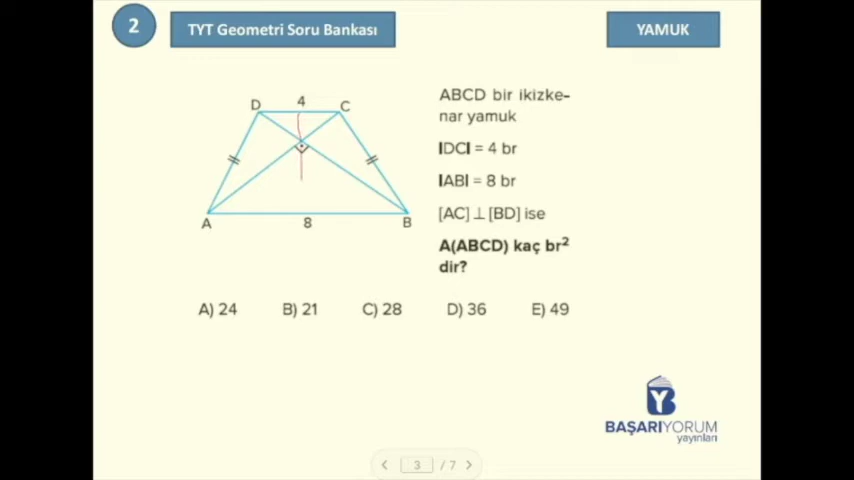 2
TYT Geometri Soru Bankası
YAMUK
D
4
C
A
8
B
ABCD bir ikizke-
nar yamuk
|DC| = 4 br
|AB| = 8 br
[AC] ⊥ [BD] ise
A(ABCD) kaç br²
dir?
A) 24 B) 21 C) 28 D) 36 E) 49
BAŞARIYORUM
yayınları
3 / 7